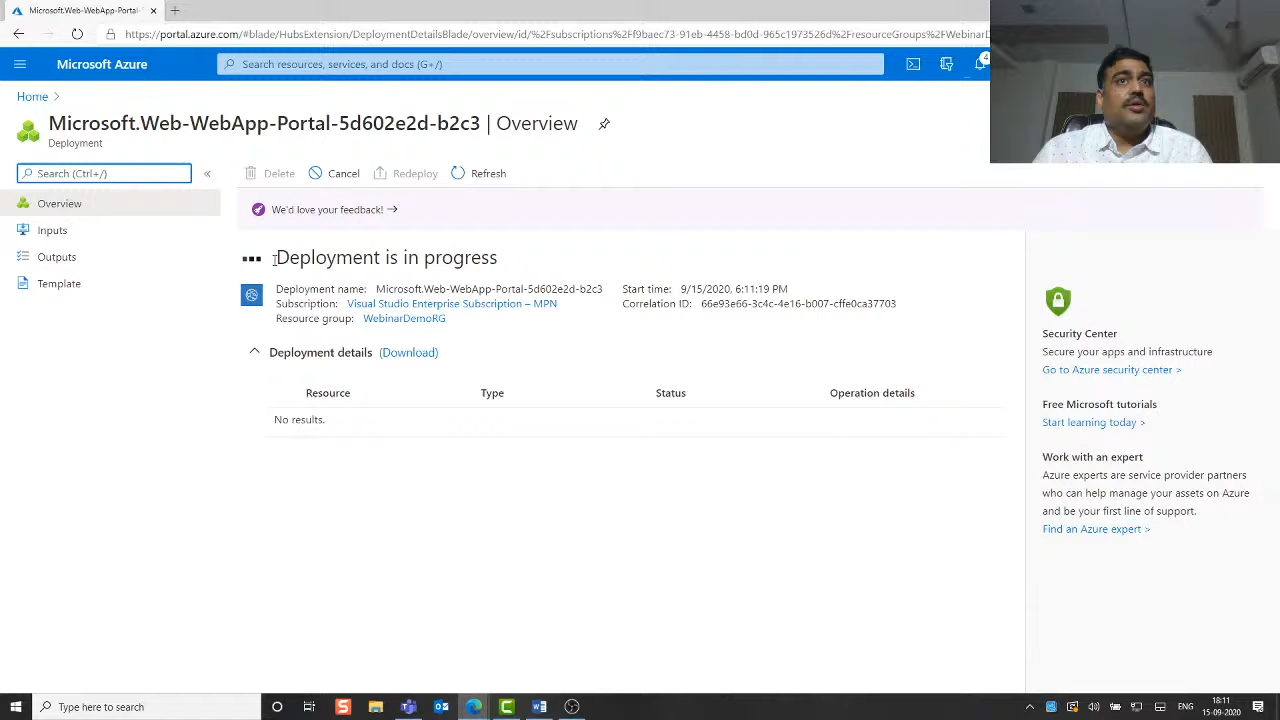 Microsoft.Web-WebApp-Portal-
https://portal.azure.com/#blade/HubsExtension/DeploymentDetailsBlade/overview/id/%2Fsubscriptions%2Ff9baec73-91eb-4458-bd0d-965c1973526d%2FresourceGroups%2FWebinarD
Microsoft Azure
Search resources, services, and docs (G+/)
4
Home >
Microsoft.Web-WebApp-Portal-5d602e2d-b2c3 | Overview
Deployment
Search (Ctrl+/)
«
Delete
Cancel
Redeploy
Refresh
We'd love your feedback! →
Overview
Inputs
Outputs
Template
Deployment is in progress
Deployment name: Microsoft.Web-WebApp-Portal-5d602e2d-b2c3
Start time: 9/15/2020, 6:11:19 PM
Subscription: Visual Studio Enterprise Subscription – MPN
Correlation ID: 66e93e66-3c4c-4e16-b007-cffe0ca37703
Resource group: WebinarDemoRG
Deployment details (Download)
Resource Type Status Operation details
No results.
Security Center
Secure your apps and infrastructure
Go to Azure security center >
Free Microsoft tutorials
Start learning today >
Work with an expert
Azure experts are service provider partners
who can help manage your assets on Azure
and be your first line of support.
Find an Azure expert >
Type here to search
ENG
18:11
15-09-2020